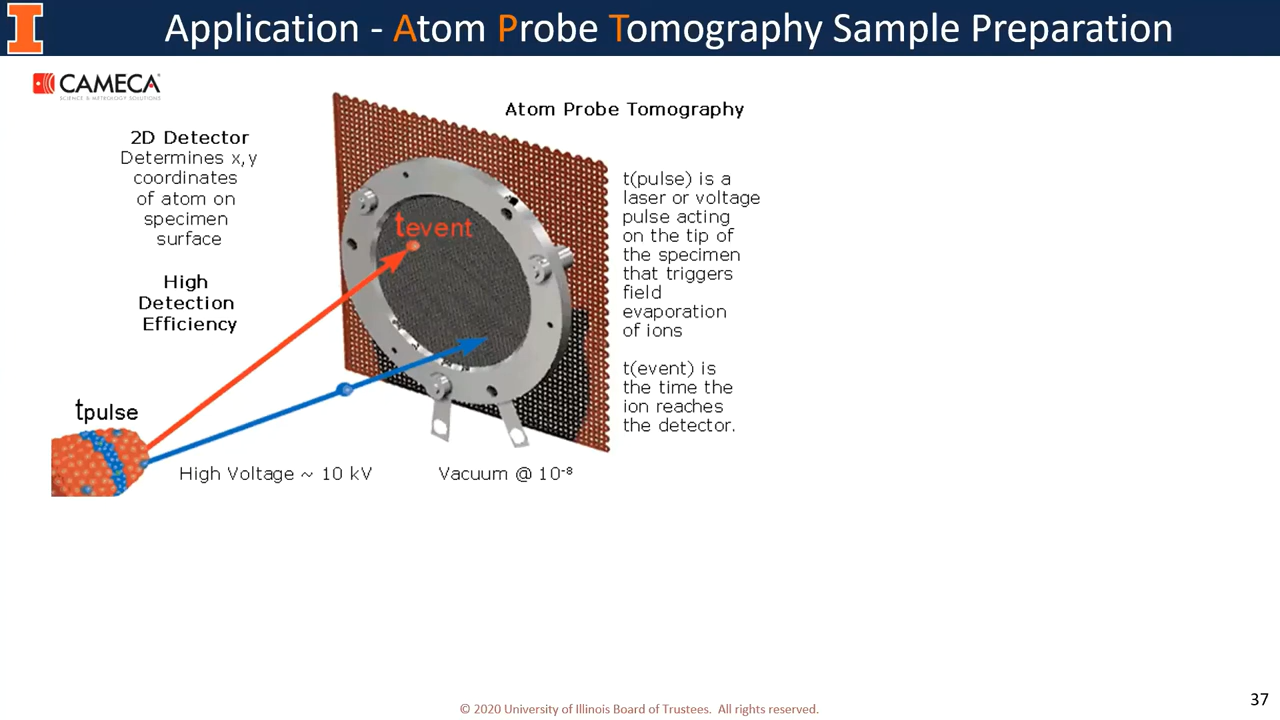 Application - Atom Probe Tomography Sample Preparation
CAMECA
SCIENCE & METROLOGY SOLUTIONS
Atom Probe Tomography
2D Detector
Determines x,y
coordinates
of atom on
specimen
surface
High
Detection
Efficiency
tevent
tpulse
High Voltage ~ 10 kV
Vacuum @ 10⁻⁸
t(pulse) is a
laser or voltage
pulse acting
on the tip of
the specimen
that triggers
field
evaporation
of ions
t(event) is
the time the
ion reaches
the detector.
© 2020 University of Illinois Board of Trustees. All rights reserved.
37